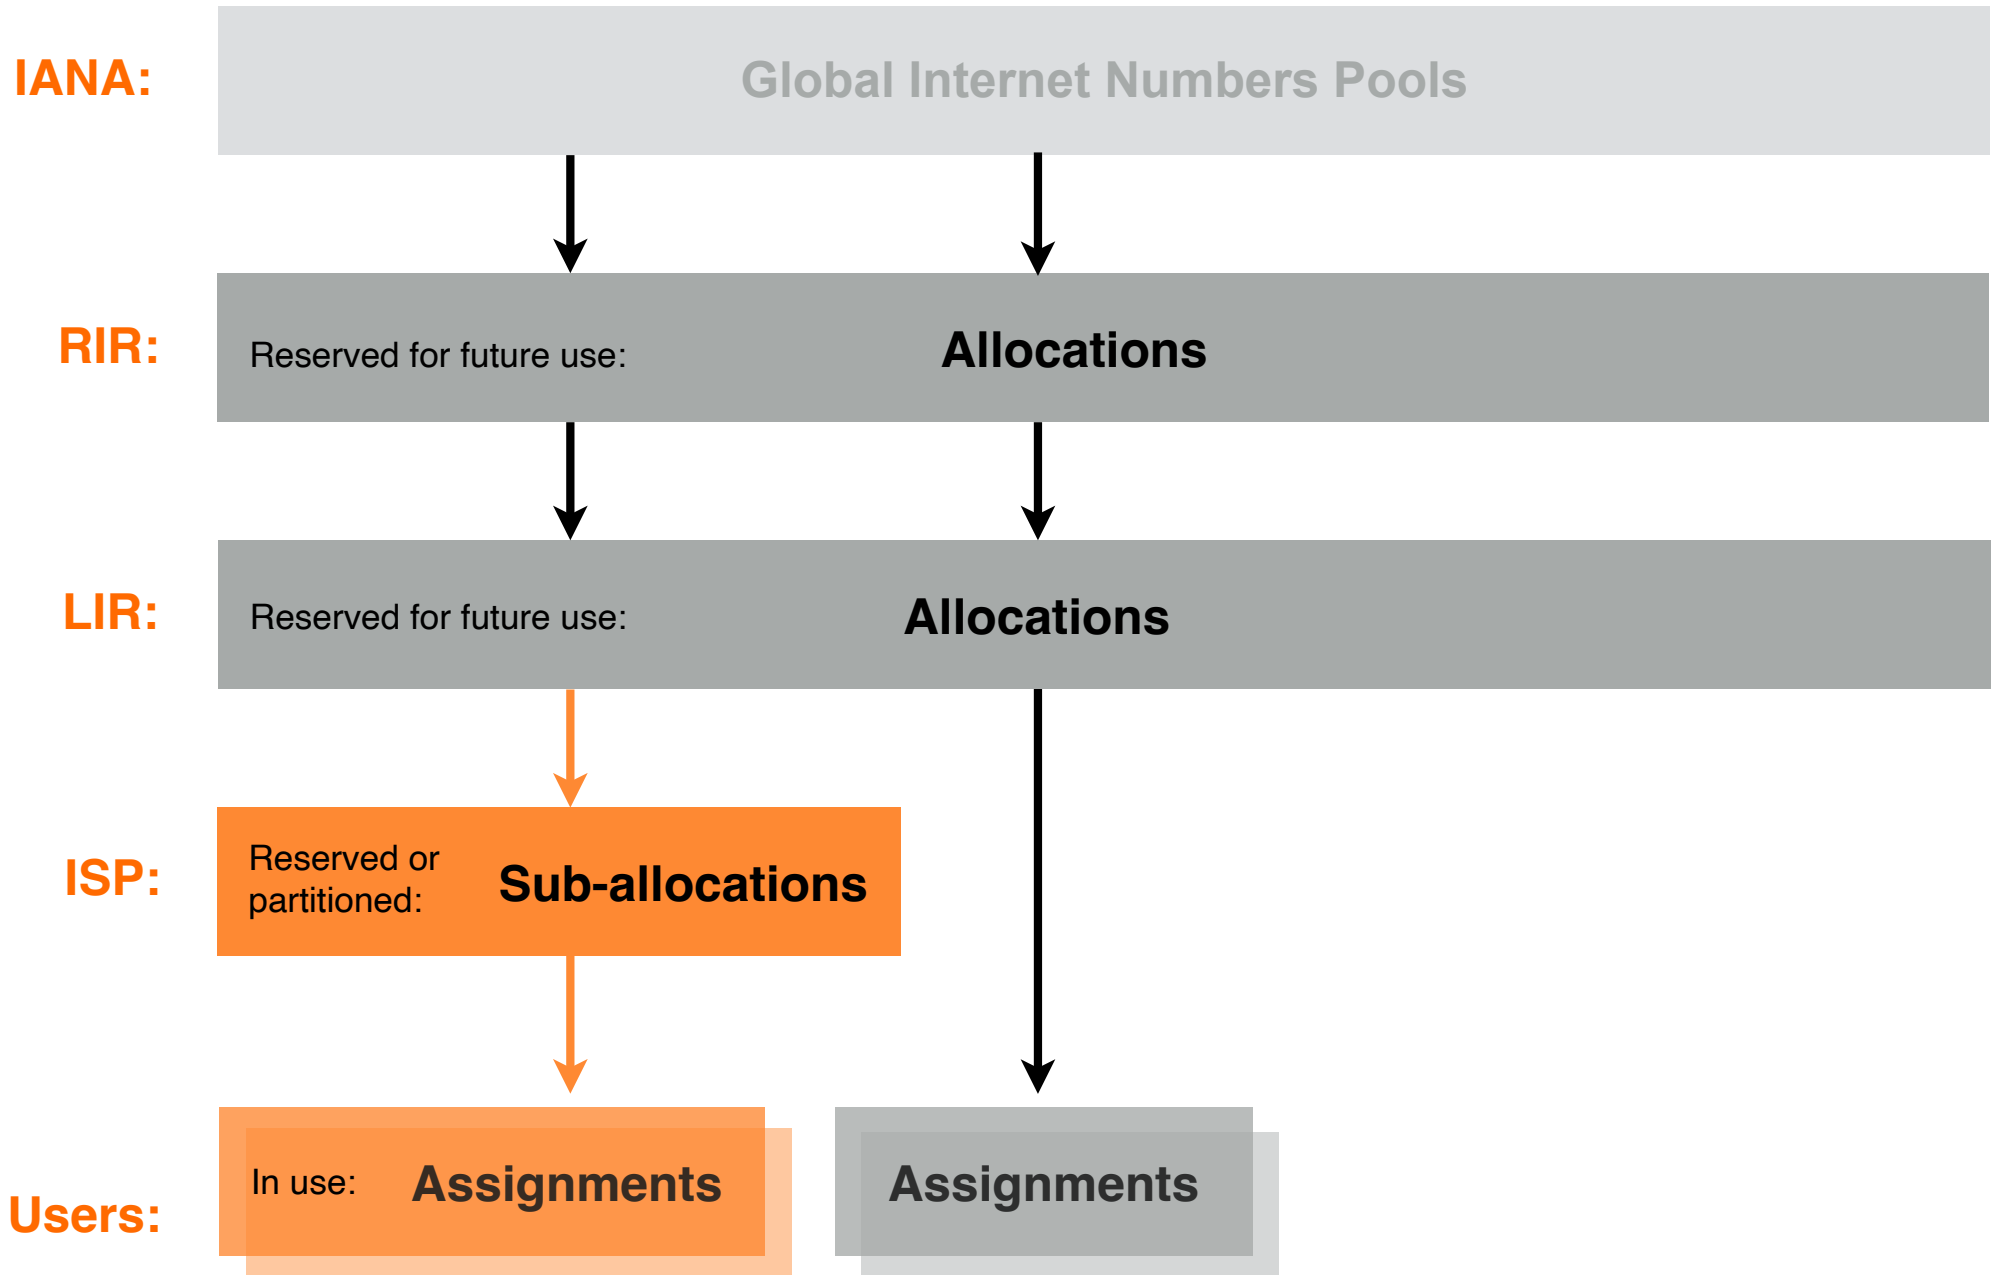 IANA:
Global Internet Numbers Pools
RIR:
Reserved for future use:
Allocations
LIR:
Reserved for future use:
Allocations
ISP:
Reserved or
partitioned:
Sub-allocations
Users:
In use:
Assignments
Assignments